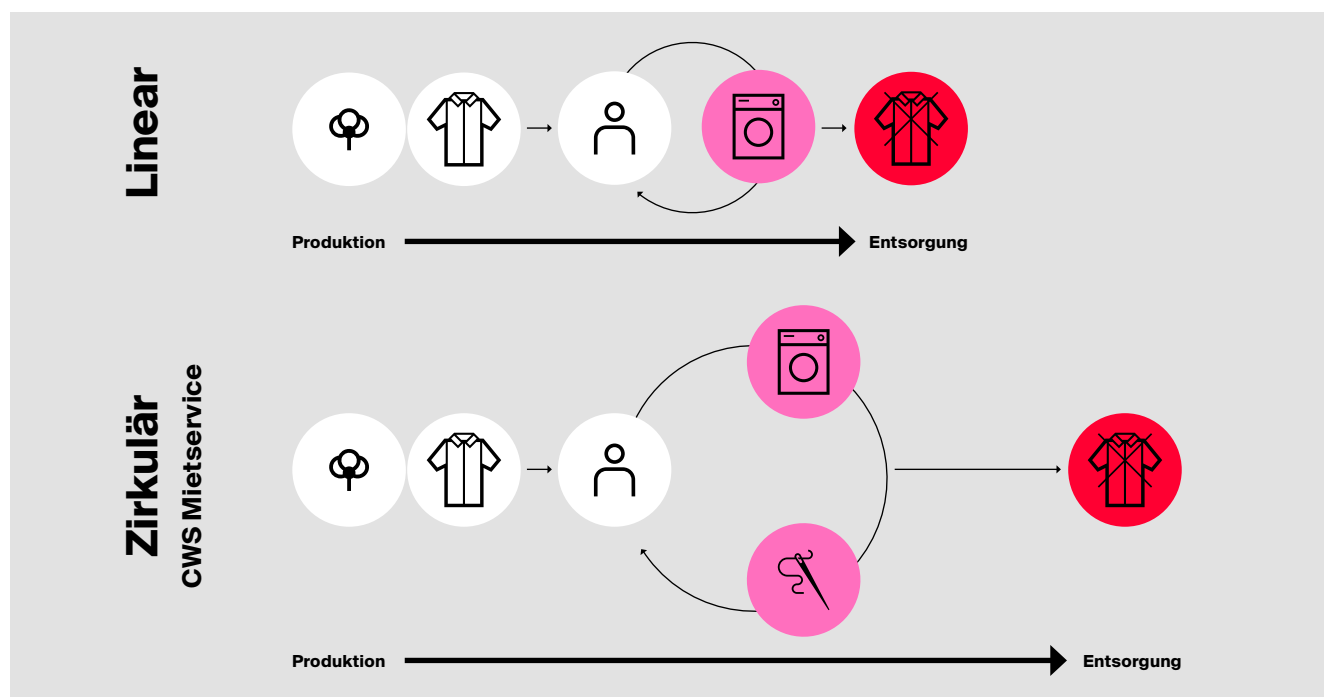 Linear
Produktion
Entsorgung
Zirkulär
CWS Mietservice
Produktion
Entsorgung